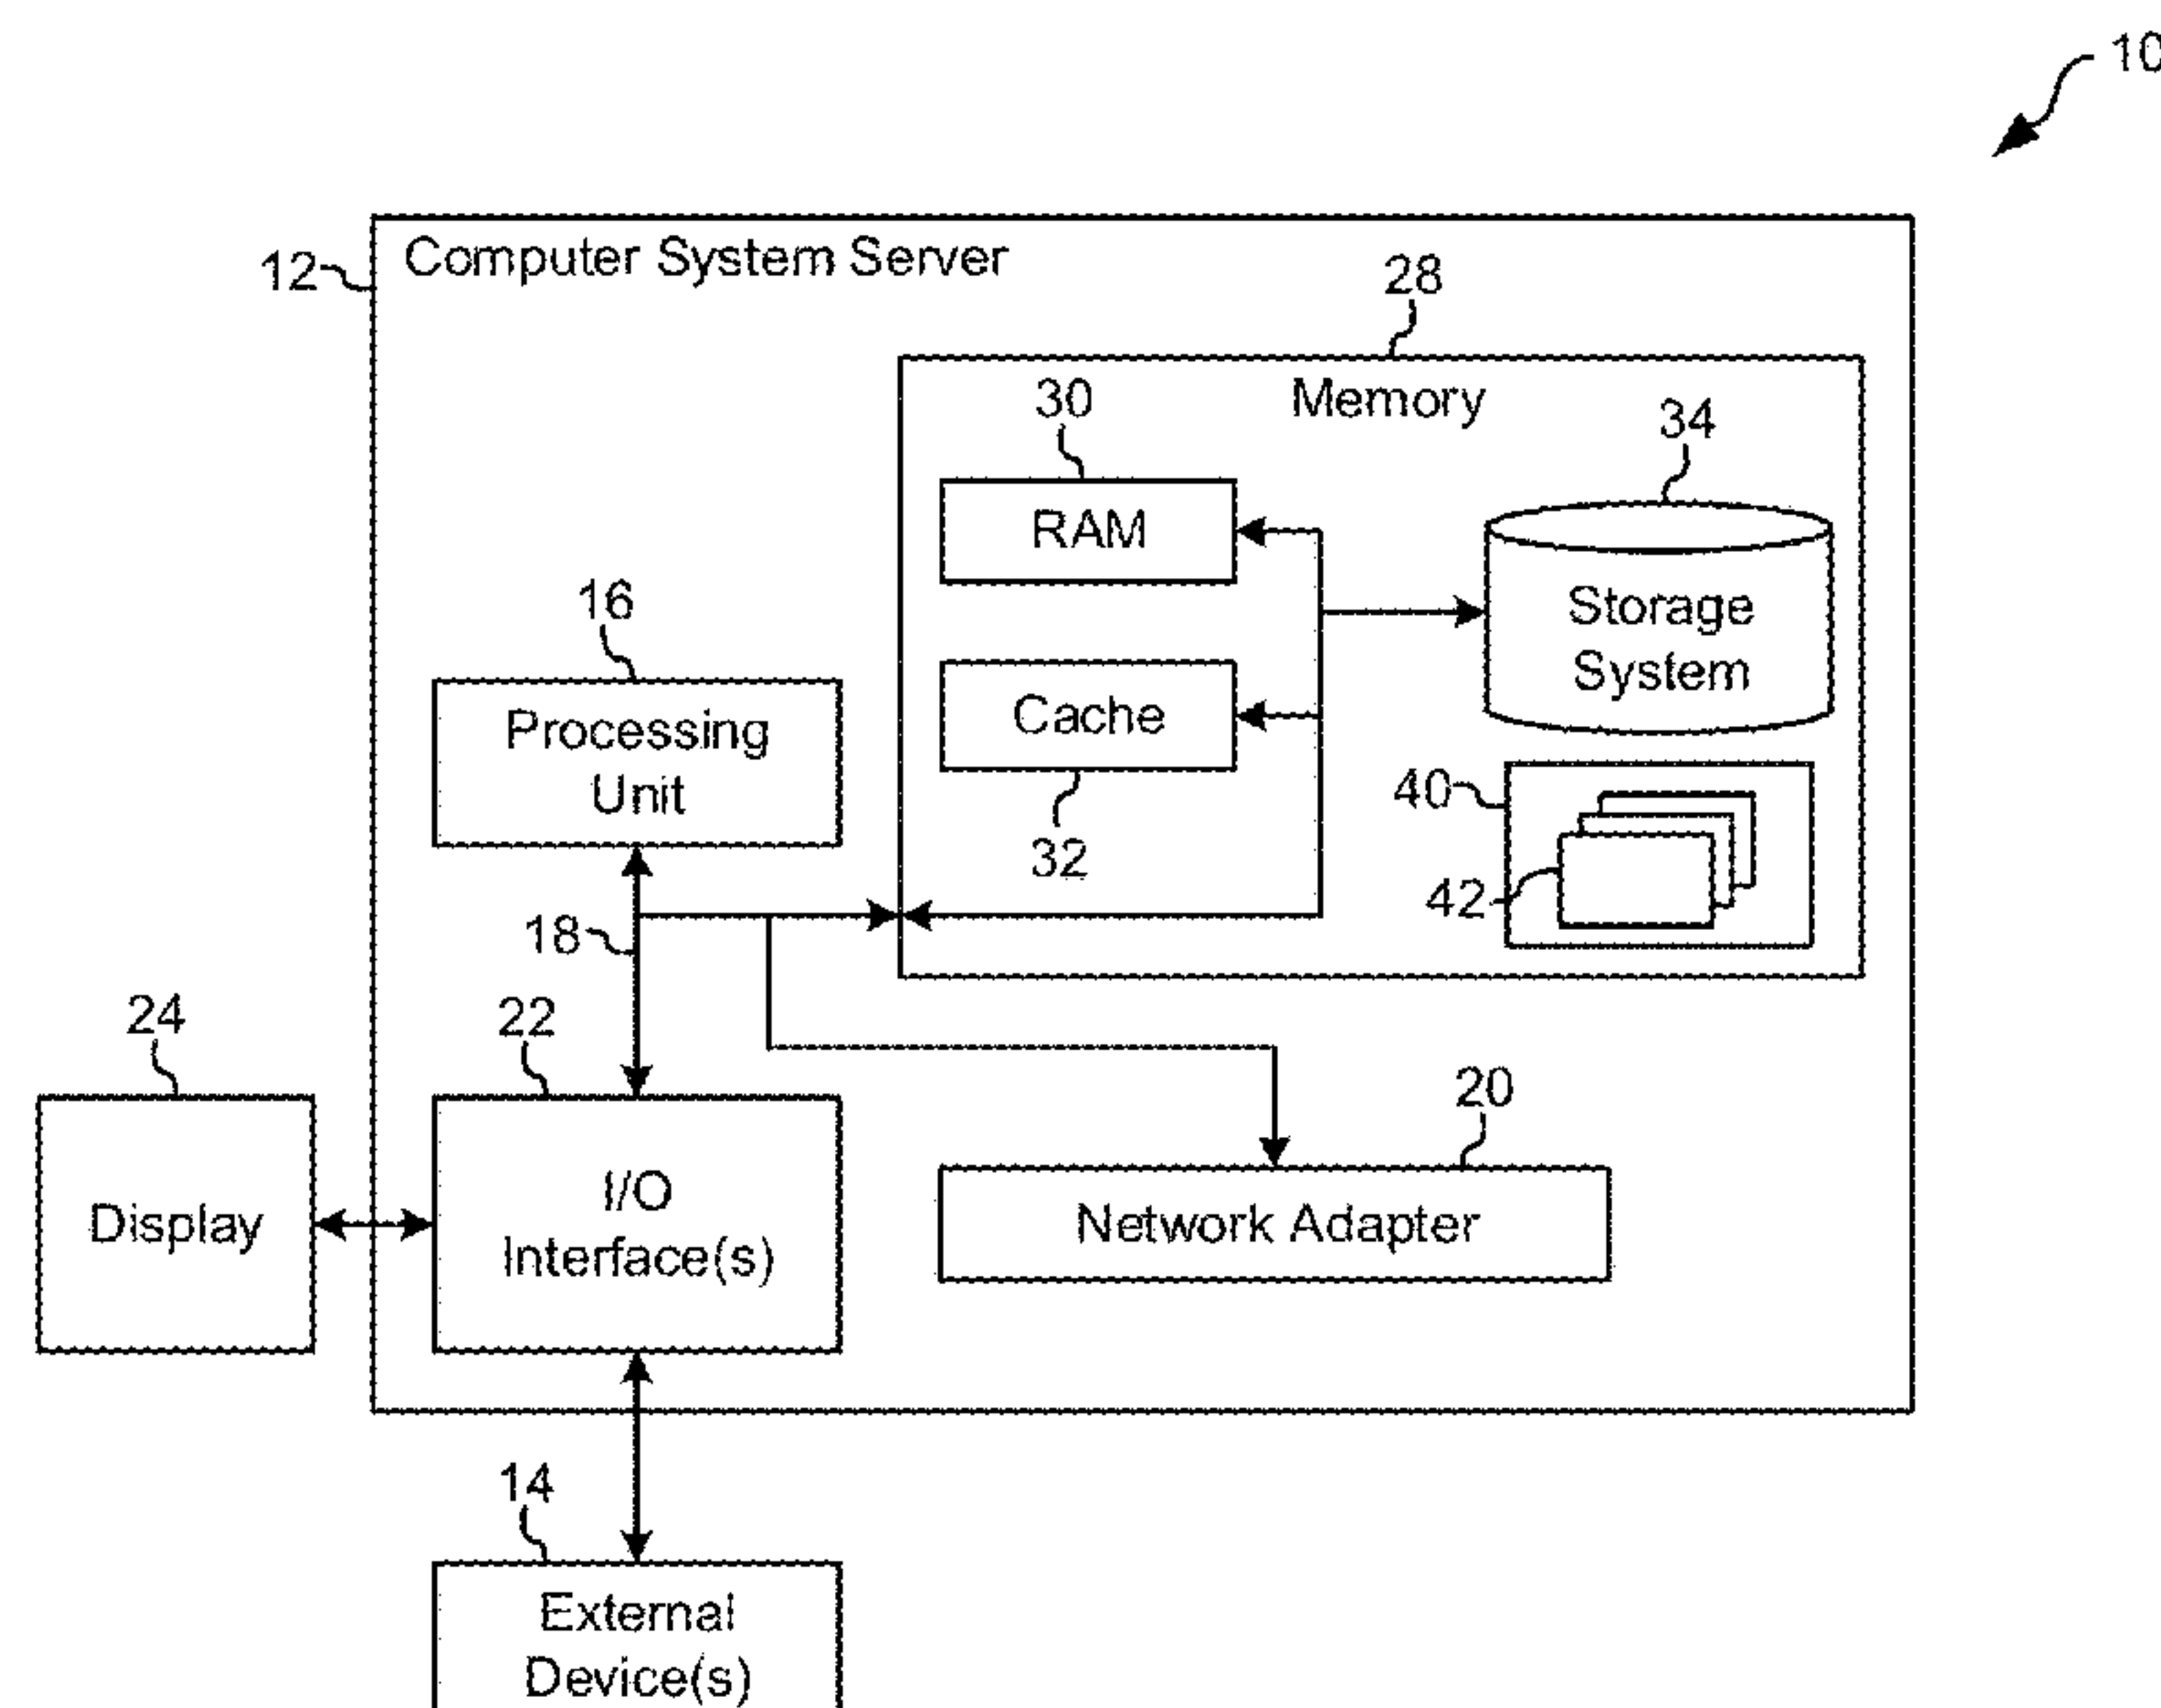 10
12
Computer System Server
28
Memory
30
34
RAM
Storage
System
16
Processing
Unit
Cache
32
40
42
18
24
22
20
Display
I/O
Interface(s)
Network Adapter
14
External
Device(s)